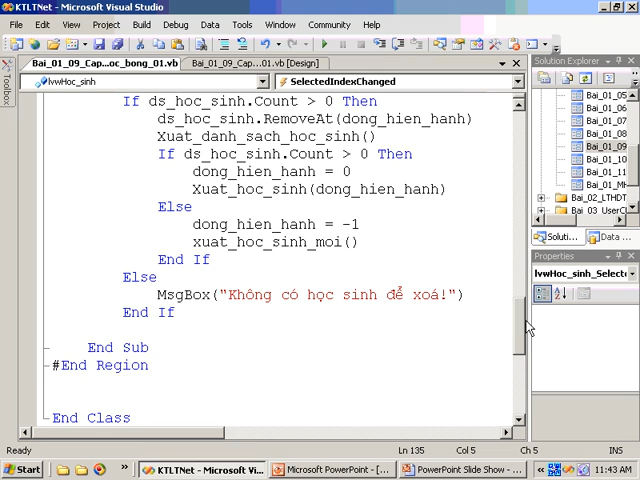 KTLTNet - Microsoft Visual Studio
File Edit View Project Build Debug Data Tools Window Community Help
Bai_01_09_Cap...oc_bong_01.vb Bai_01_09_Cap....01.vb [Design]
lvwHoc_sinh SelectedIndexChanged
Toolbox
If ds_hoc_sinh.Count > 0 Then
ds_hoc_sinh.RemoveAt(dong_hien_hanh)
Xuat_danh_sach_hoc_sinh()
If ds_hoc_sinh.Count > 0 Then
dong_hien_hanh = 0
Xuat_hoc_sinh(dong_hien_hanh)
Else
dong_hien_hanh = -1
xuat_hoc_sinh_moi()
End If
Else
MsgBox("Không có học sinh để xoá!")
End If
End Sub
#End Region
End Class
Solution Explorer
Bai_01_05
Bai_01_06
Bai_01_07
Bai_01_08
Bai_01_09
Bai_01_10
Bai_01_11
Bai_01_MH
Bai_02_LTHDT
Bai_03_UserCl
Soluti... Data ...
Properties
lvwHoc_sinh_Selecte
Ready Ln 135 Col 5 Ch 5 INS
Start KTLTNet - Microsoft Vi... Microsoft PowerPoint - [... PowerPoint Slide Show - ... 11:43 AM